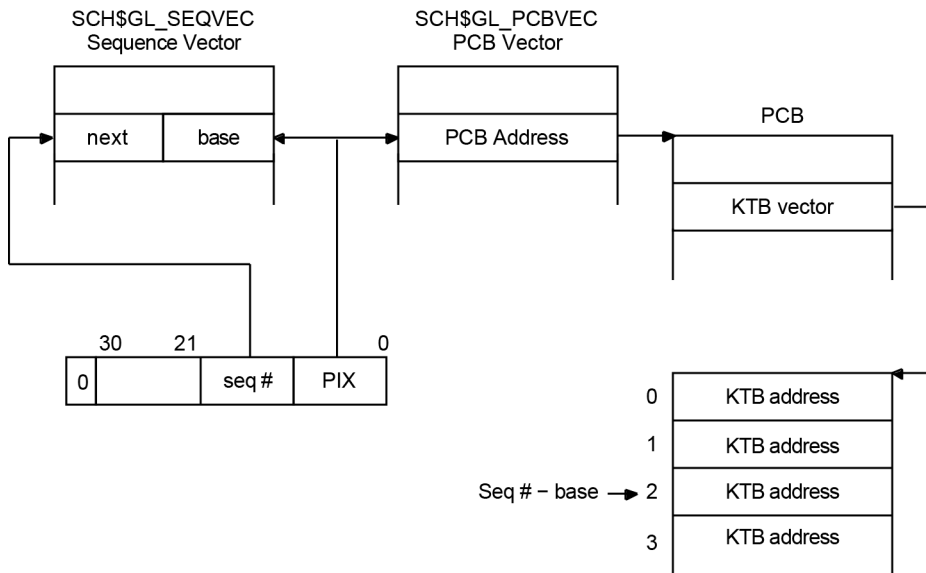 SCH$GL_SEQVEC
Sequence Vector
SCH$GL_PCBVEC
PCB Vector
next
base
PCB Address
PCB
KTB vector
30
21
0
0
seq #
PIX
0
KTB address
1
KTB address
Seq # − base
2
KTB address
3
KTB address